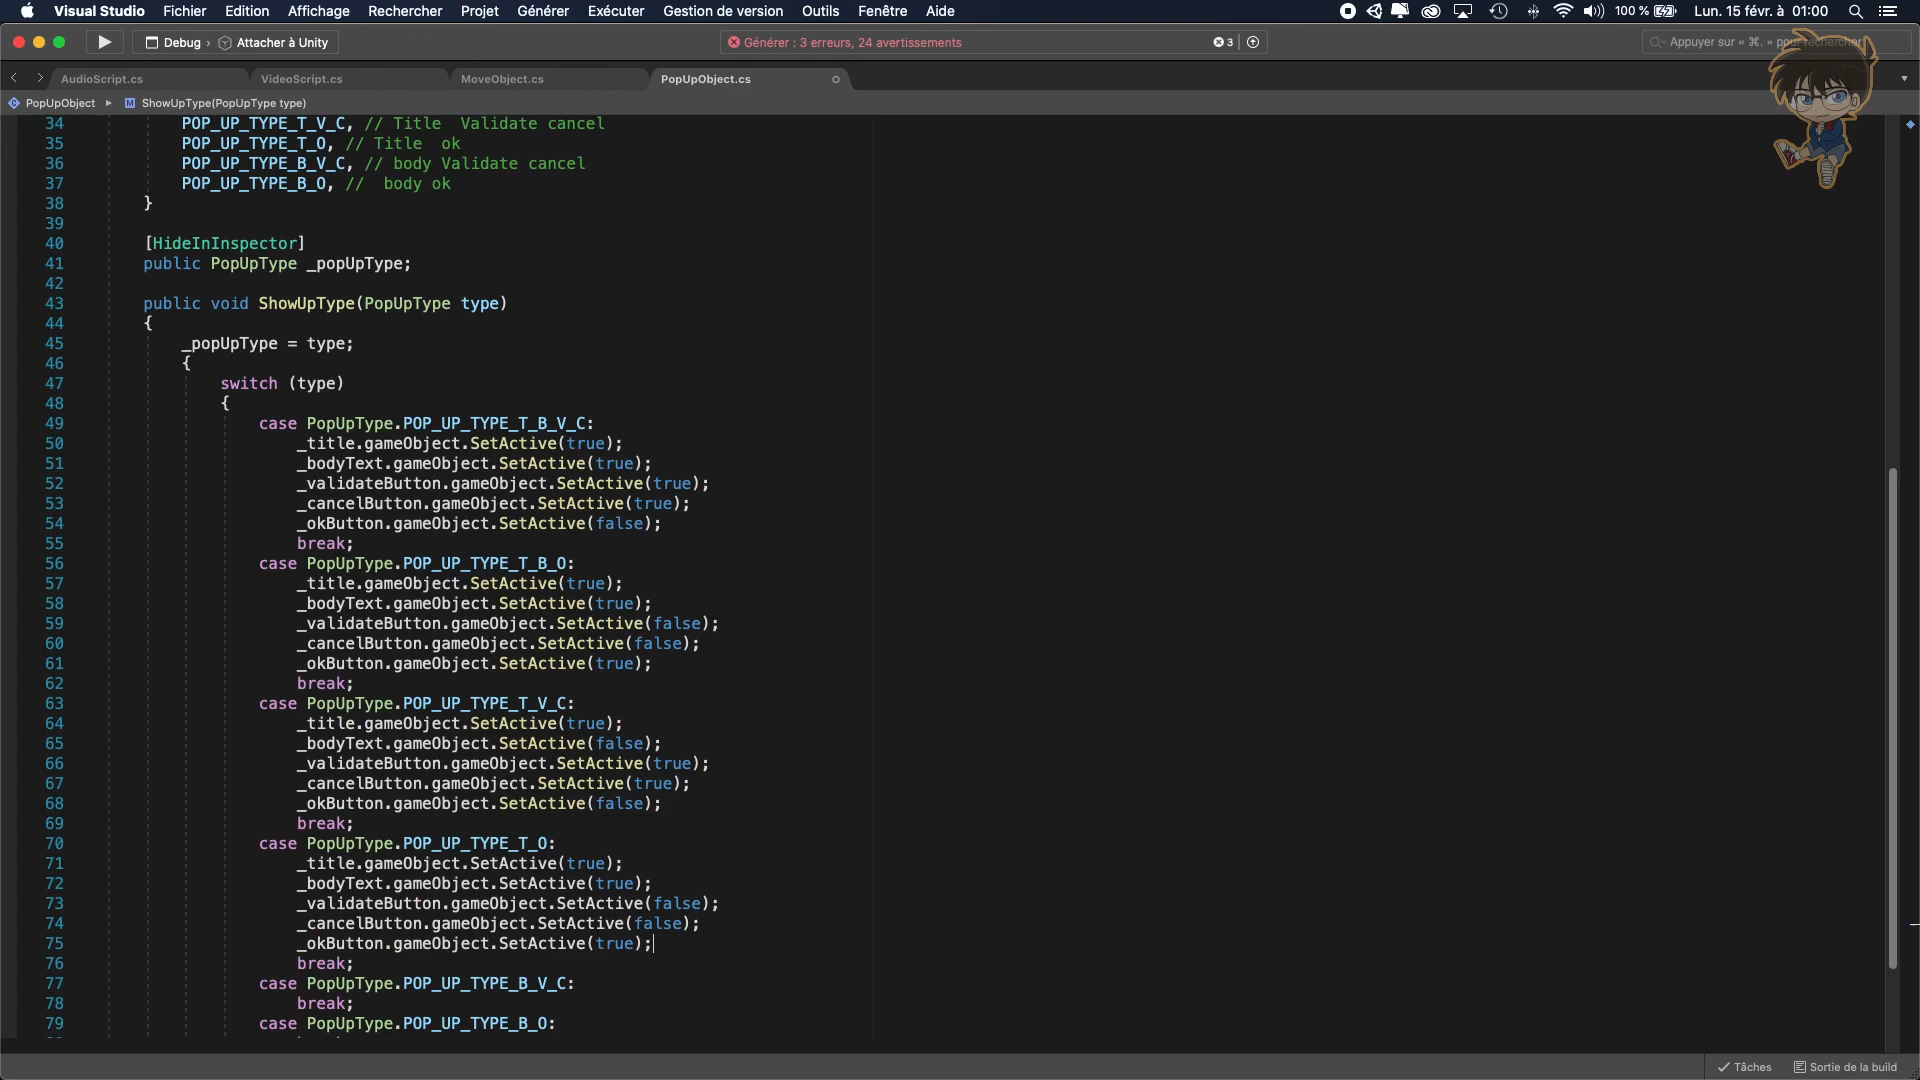 Visual Studio Fichier Edition Affichage Rechercher Projet Générer Exécuter Gestion de version Outils Fenêtre Aide 100 % Lun. 15 févr. à 01:00
Debug › Attacher à Unity Générer : 3 erreurs, 24 avertissements 3 Appuyer sur « ⌘. » pour rechercher
AudioScript.cs VideoScript.cs MoveObject.cs PopUpObject.cs
PopUpObject ▸ M ShowUpType(PopUpType type)
34 POP_UP_TYPE_T_V_C, // Title  Validate cancel
35 POP_UP_TYPE_T_O, // Title  ok
36 POP_UP_TYPE_B_V_C, // body Validate cancel
37 POP_UP_TYPE_B_O, //  body ok
38 }
39
40 [HideInInspector]
41 public PopUpType _popUpType;
42
43 public void ShowUpType(PopUpType type)
44 {
45 _popUpType = type;
46 {
47 switch (type)
48 {
49 case PopUpType.POP_UP_TYPE_T_B_V_C:
50 _title.gameObject.SetActive(true);
51 _bodyText.gameObject.SetActive(true);
52 _validateButton.gameObject.SetActive(true);
53 _cancelButton.gameObject.SetActive(true);
54 _okButton.gameObject.SetActive(false);
55 break;
56 case PopUpType.POP_UP_TYPE_T_B_O:
57 _title.gameObject.SetActive(true);
58 _bodyText.gameObject.SetActive(true);
59 _validateButton.gameObject.SetActive(false);
60 _cancelButton.gameObject.SetActive(false);
61 _okButton.gameObject.SetActive(true);
62 break;
63 case PopUpType.POP_UP_TYPE_T_V_C:
64 _title.gameObject.SetActive(true);
65 _bodyText.gameObject.SetActive(false);
66 _validateButton.gameObject.SetActive(true);
67 _cancelButton.gameObject.SetActive(true);
68 _okButton.gameObject.SetActive(false);
69 break;
70 case PopUpType.POP_UP_TYPE_T_O:
71 _title.gameObject.SetActive(true);
72 _bodyText.gameObject.SetActive(true);
73 _validateButton.gameObject.SetActive(false);
74 _cancelButton.gameObject.SetActive(false);
75 _okButton.gameObject.SetActive(true);
76 break;
77 case PopUpType.POP_UP_TYPE_B_V_C:
78 break;
79 case PopUpType.POP_UP_TYPE_B_O:
Tâches Sortie de la build